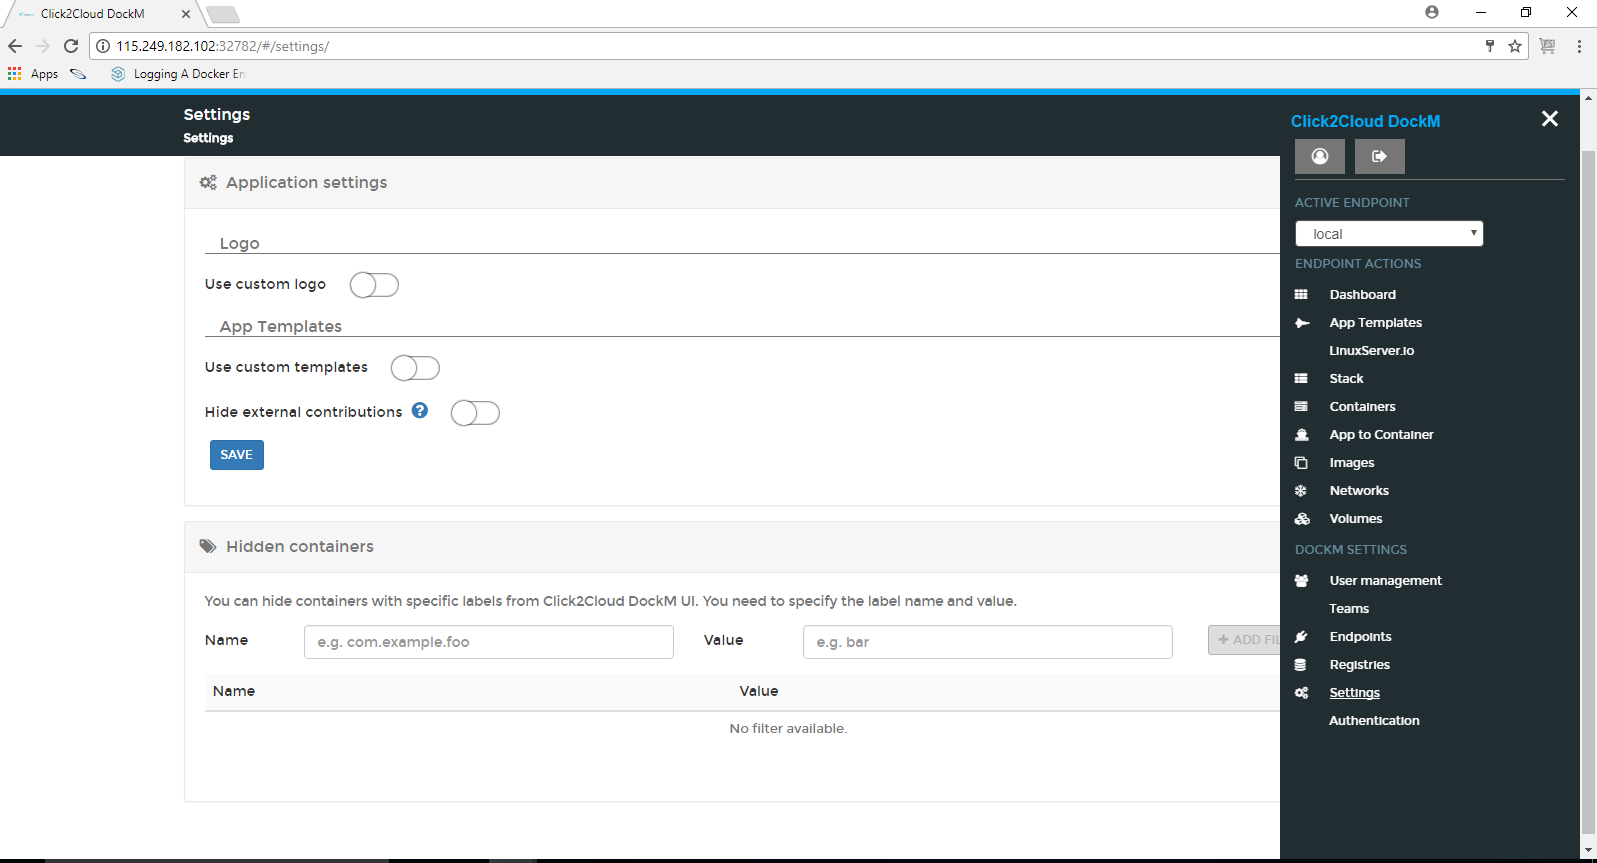 Click2Cloud DockM
115.249.182.102:32782/#/settings/
Apps
Logging A Docker En
Settings
Settings
Application settings
Logo
Use custom logo
App Templates
Use custom templates
Hide external contributions ?
SAVE
Hidden containers
You can hide containers with specific labels from Click2Cloud DockM UI. You need to specify the label name and value.
Name e.g. com.example.foo Value e.g. bar + ADD FIL
Name Value
No filter available.
Click2Cloud DockM
ACTIVE ENDPOINT
local
ENDPOINT ACTIONS
Dashboard
App Templates
LinuxServer.io
Stack
Containers
App to Container
Images
Networks
Volumes
DOCKM SETTINGS
User management
Teams
Endpoints
Registries
Settings
Authentication